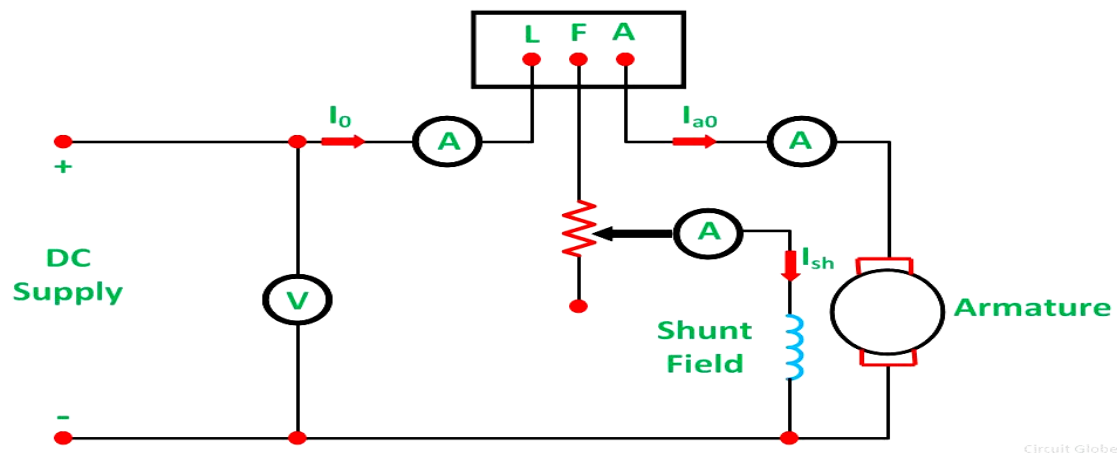 L F A
I0
A
Ia0
A
+
DC
Supply
V
A
Ish
Shunt
Field
Armature
-
Circuit Globe